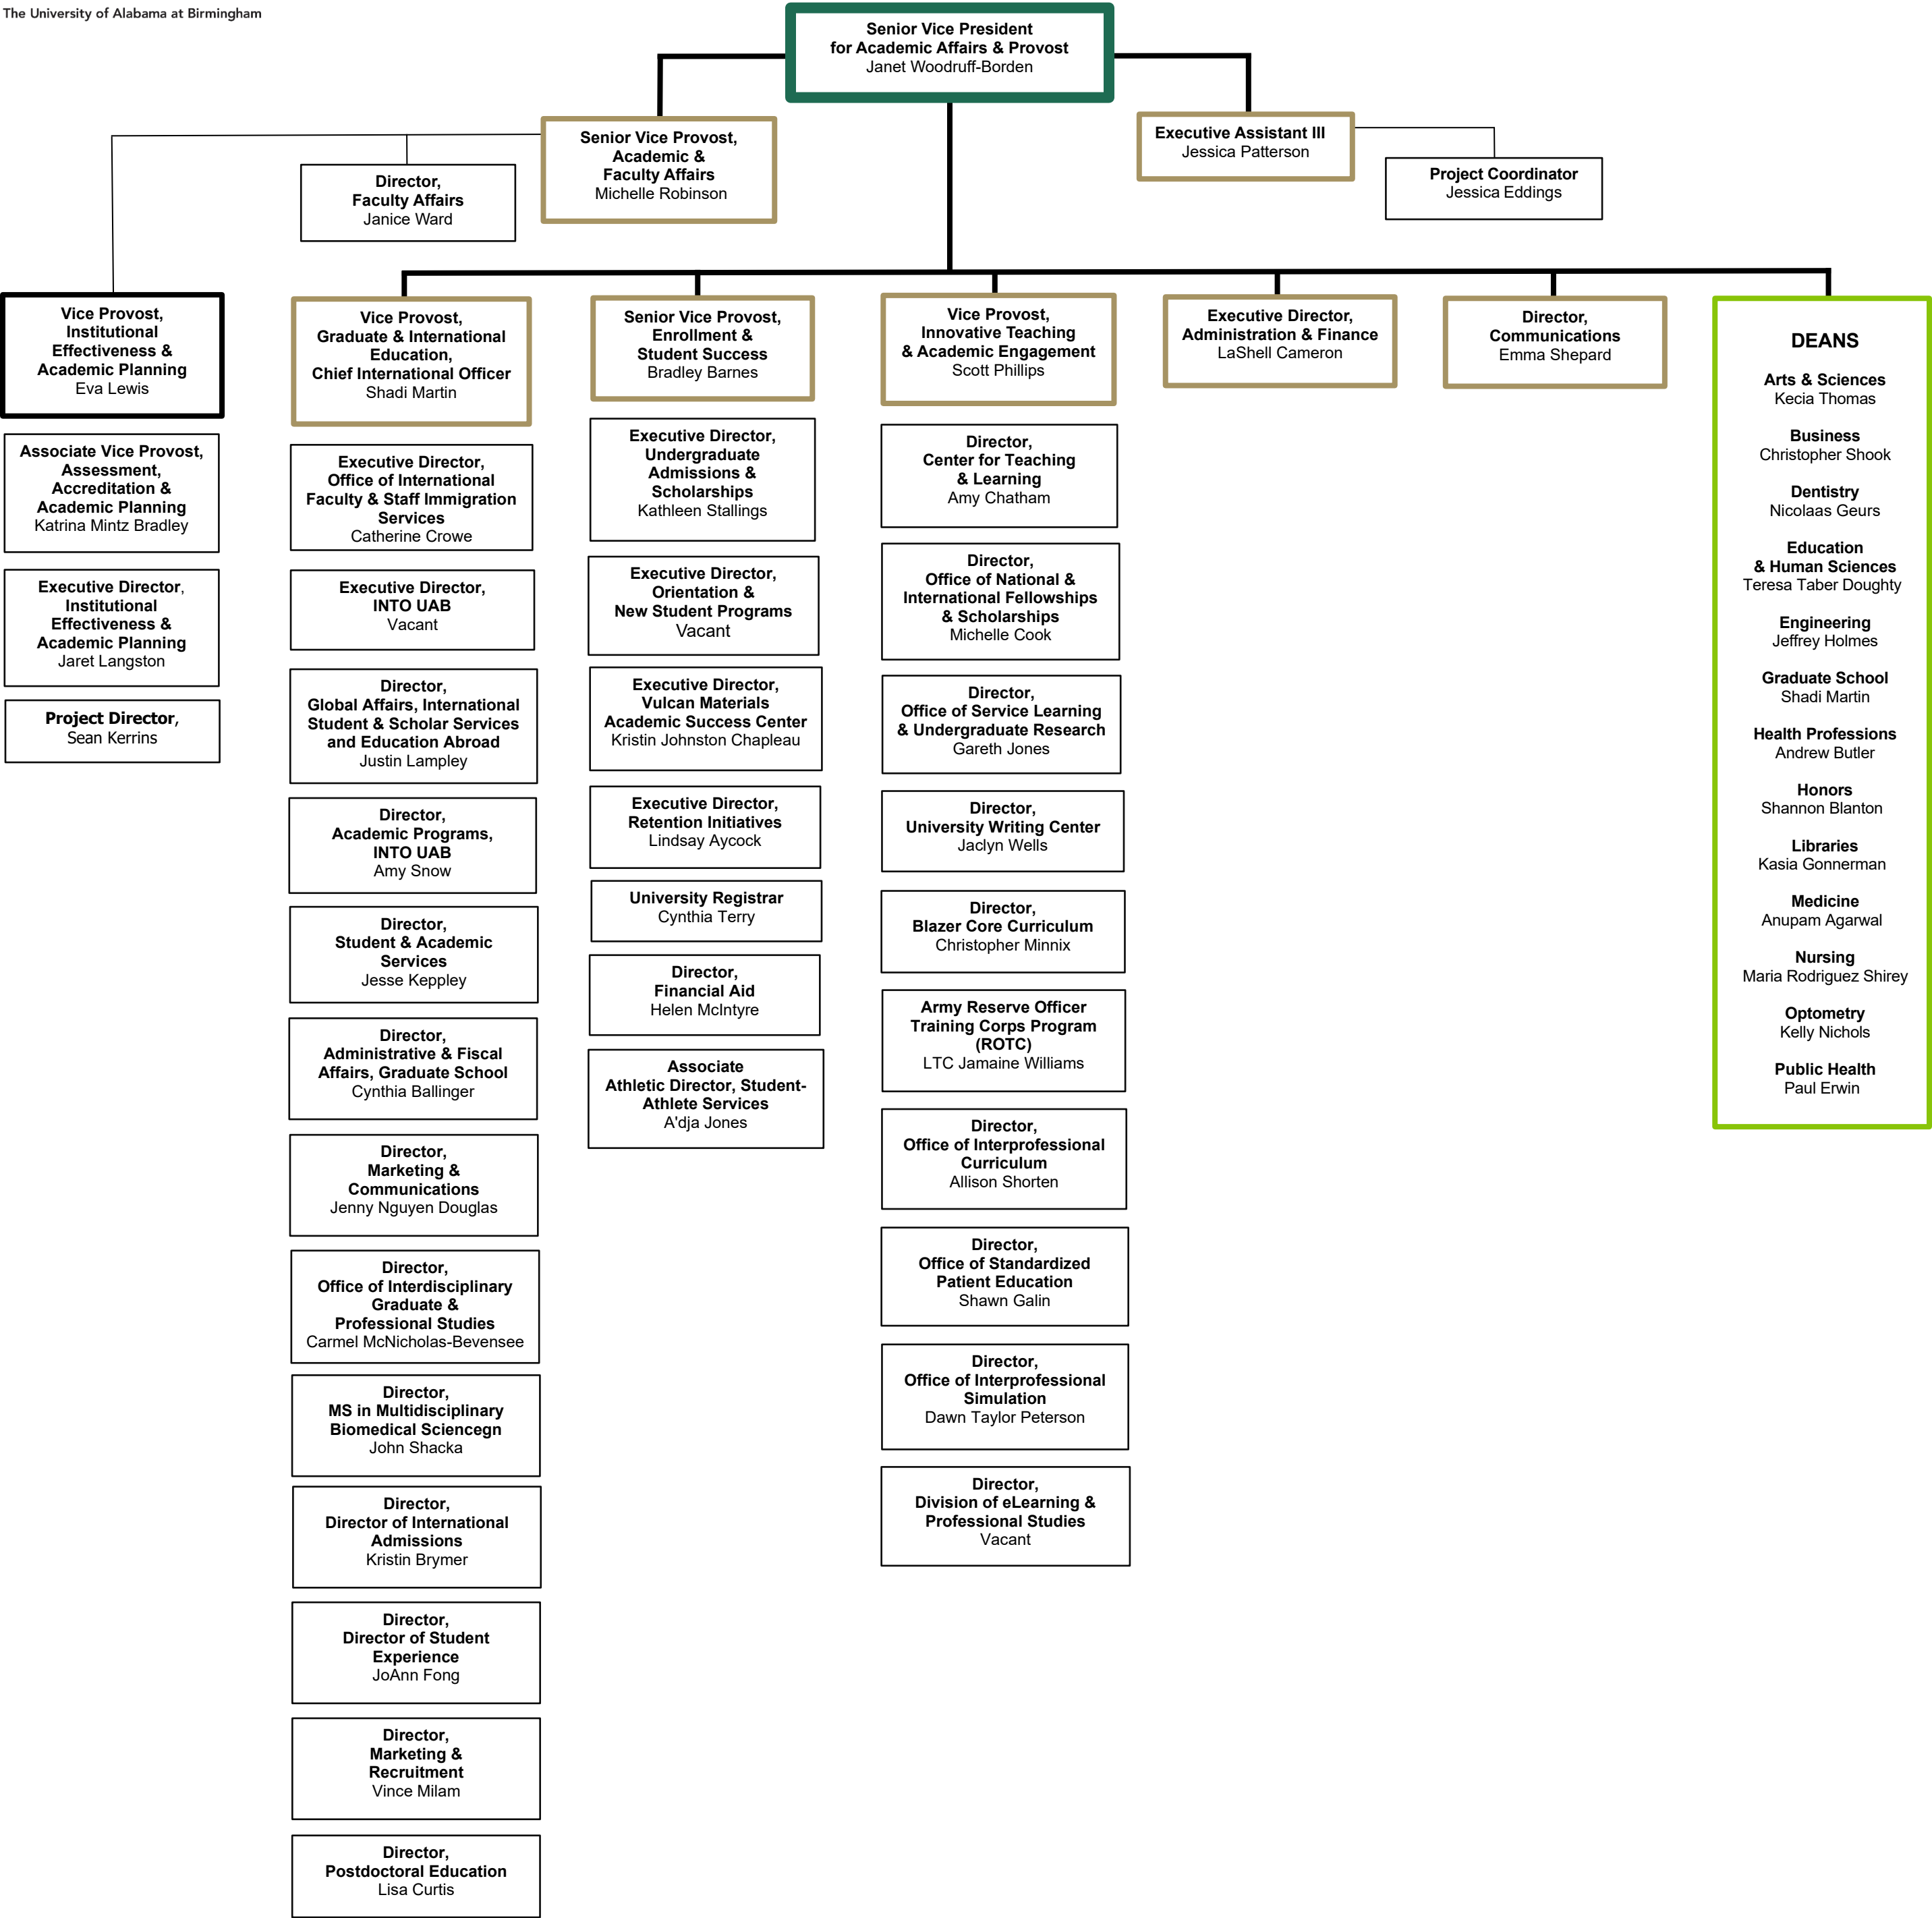 The University of Alabama at Birmingham
Senior Vice President
for Academic Affairs & Provost
Janet Woodruff-Borden
Senior Vice Provost,
Academic &
Faculty Affairs
Michelle Robinson
Executive Assistant III
Jessica Patterson
Project Coordinator
Jessica Eddings
Director,
Faculty Affairs
Janice Ward
Vice Provost,
Institutional
Effectiveness &
Academic Planning
Eva Lewis
Associate Vice Provost,
Assessment,
Accreditation &
Academic Planning
Katrina Mintz Bradley
Executive Director,
Institutional
Effectiveness &
Academic Planning
Jaret Langston
Project Director,
Sean Kerrins
Vice Provost,
Graduate & International
Education,
Chief International Officer
Shadi Martin
Executive Director,
Office of International
Faculty & Staff Immigration
Services
Catherine Crowe
Executive Director,
INTO UAB
Vacant
Director,
Global Affairs, International
Student & Scholar Services
and Education Abroad
Justin Lampley
Director,
Academic Programs,
INTO UAB
Amy Snow
Director,
Student & Academic
Services
Jesse Keppley
Director,
Administrative & Fiscal
Affairs, Graduate School
Cynthia Ballinger
Director,
Marketing &
Communications
Jenny Nguyen Douglas
Director,
Office of Interdisciplinary
Graduate &
Professional Studies
Carmel McNicholas-Bevensee
Director,
MS in Multidisciplinary
Biomedical Sciencegn
John Shacka
Director,
Director of International
Admissions
Kristin Brymer
Director,
Director of Student
Experience
JoAnn Fong
Director,
Marketing &
Recruitment
Vince Milam
Director,
Postdoctoral Education
Lisa Curtis
Senior Vice Provost,
Enrollment &
Student Success
Bradley Barnes
Executive Director,
Undergraduate
Admissions &
Scholarships
Kathleen Stallings
Executive Director,
Orientation &
New Student Programs
Vacant
Executive Director,
Vulcan Materials
Academic Success Center
Kristin Johnston Chapleau
Executive Director,
Retention Initiatives
Lindsay Aycock
University Registrar
Cynthia Terry
Director,
Financial Aid
Helen McIntyre
Associate
Athletic Director, Student-
Athlete Services
A'dja Jones
Vice Provost,
Innovative Teaching
& Academic Engagement
Scott Phillips
Director,
Center for Teaching
& Learning
Amy Chatham
Director,
Office of National &
International Fellowships
& Scholarships
Michelle Cook
Director,
Office of Service Learning
& Undergraduate Research
Gareth Jones
Director,
University Writing Center
Jaclyn Wells
Director,
Blazer Core Curriculum
Christopher Minnix
Army Reserve Officer
Training Corps Program
(ROTC)
LTC Jamaine Williams
Director,
Office of Interprofessional
Curriculum
Allison Shorten
Director,
Office of Standardized
Patient Education
Shawn Galin
Director,
Office of Interprofessional
Simulation
Dawn Taylor Peterson
Director,
Division of eLearning &
Professional Studies
Vacant
Executive Director,
Administration & Finance
LaShell Cameron
Director,
Communications
Emma Shepard
DEANS
Arts & Sciences
Kecia Thomas
Business
Christopher Shook
Dentistry
Nicolaas Geurs
Education
& Human Sciences
Teresa Taber Doughty
Engineering
Jeffrey Holmes
Graduate School
Shadi Martin
Health Professions
Andrew Butler
Honors
Shannon Blanton
Libraries
Kasia Gonnerman
Medicine
Anupam Agarwal
Nursing
Maria Rodriguez Shirey
Optometry
Kelly Nichols
Public Health
Paul Erwin